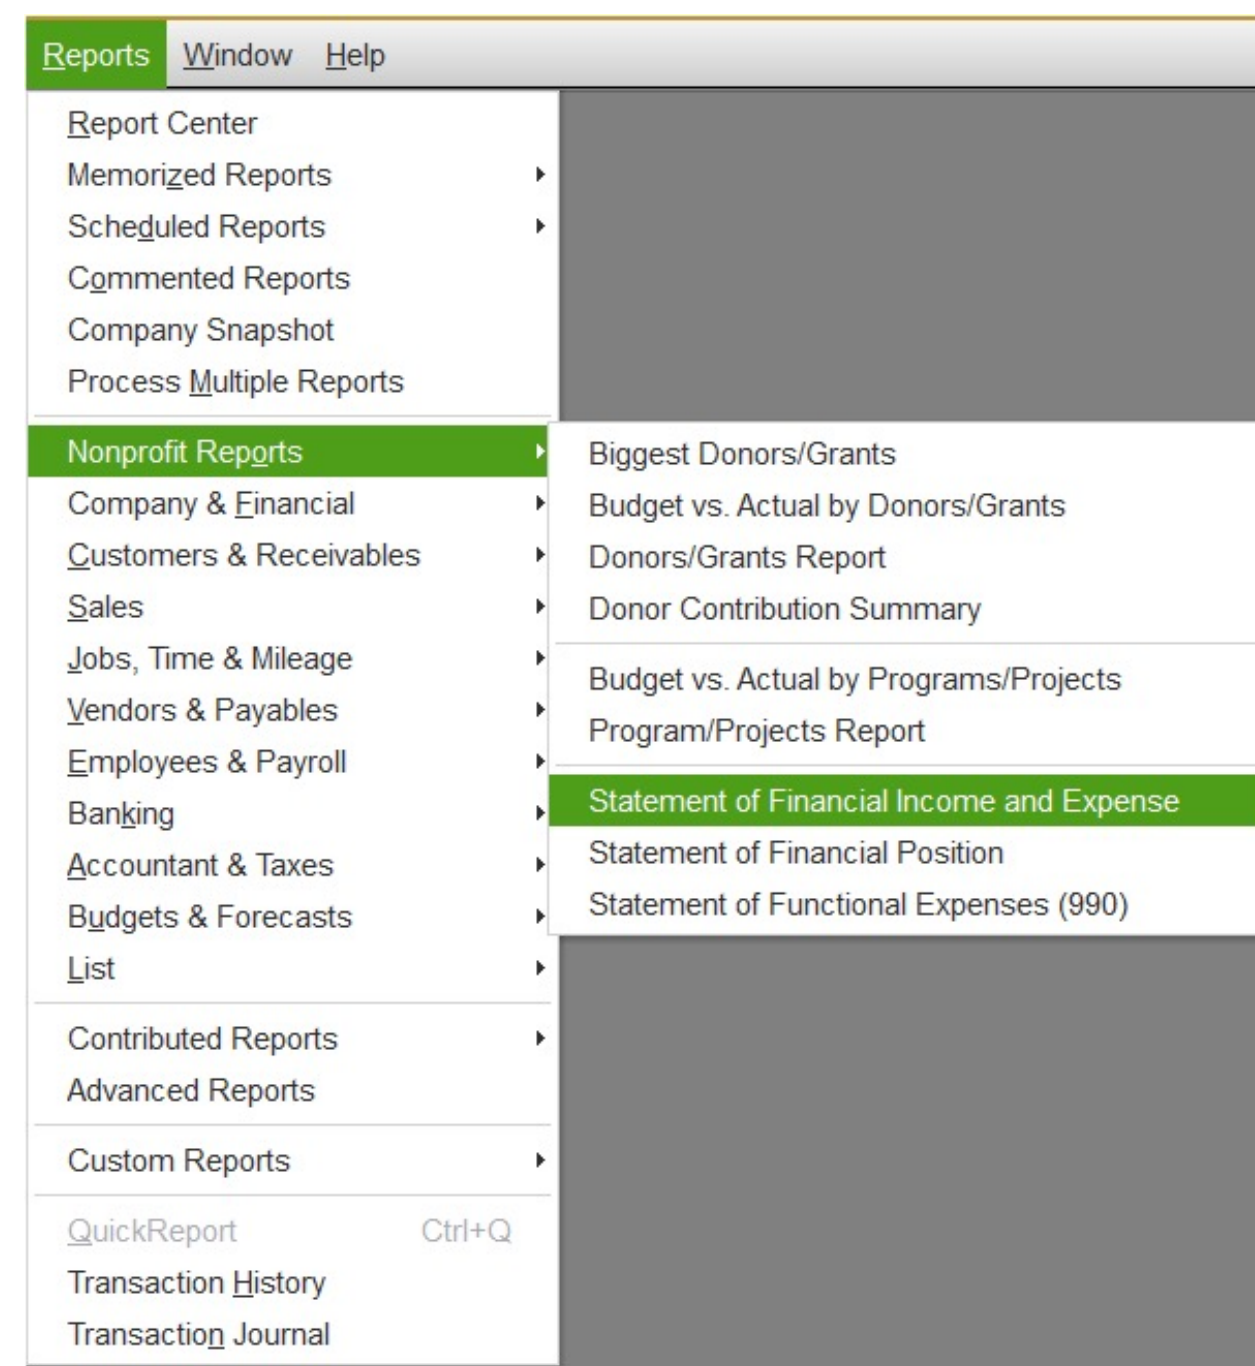 Reports Window Help
Report Center
Memorized Reports
Scheduled Reports
Commented Reports
Company Snapshot
Process Multiple Reports
Nonprofit Reports
Company & Financial
Customers & Receivables
Sales
Jobs, Time & Mileage
Vendors & Payables
Employees & Payroll
Banking
Accountant & Taxes
Budgets & Forecasts
List
Contributed Reports
Advanced Reports
Custom Reports
QuickReport Ctrl+Q
Transaction History
Transaction Journal
Biggest Donors/Grants
Budget vs. Actual by Donors/Grants
Donors/Grants Report
Donor Contribution Summary
Budget vs. Actual by Programs/Projects
Program/Projects Report
Statement of Financial Income and Expense
Statement of Financial Position
Statement of Functional Expenses (990)